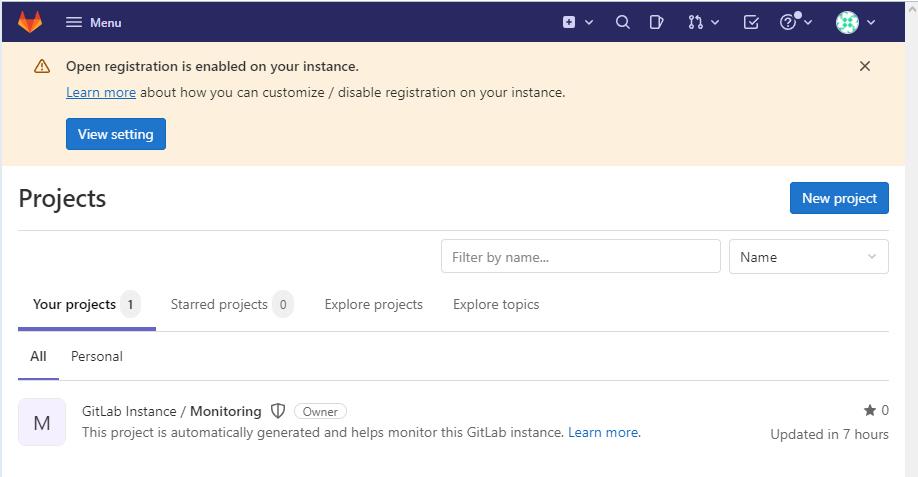 Menu
Open registration is enabled on your instance.
Learn more about how you can customize / disable registration on your instance.
View setting
Projects
New project
Filter by name...
Name
Your projects 1
Starred projects 0
Explore projects
Explore topics
All
Personal
M
GitLab Instance / Monitoring
Owner
0
This project is automatically generated and helps monitor this GitLab instance. Learn more.
Updated in 7 hours